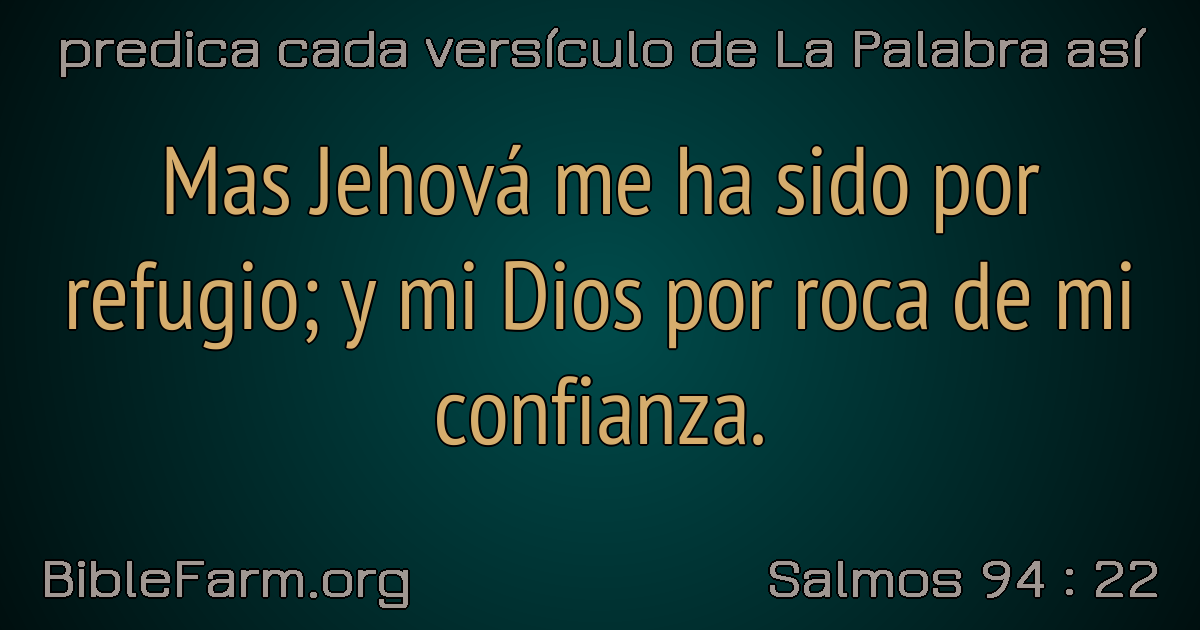 predica cada versículo de La Palabra así
Mas Jehová me ha sido por
refugio; y mi Dios por roca de mi
confianza.
BibleFarm.org
Salmos 94 : 22